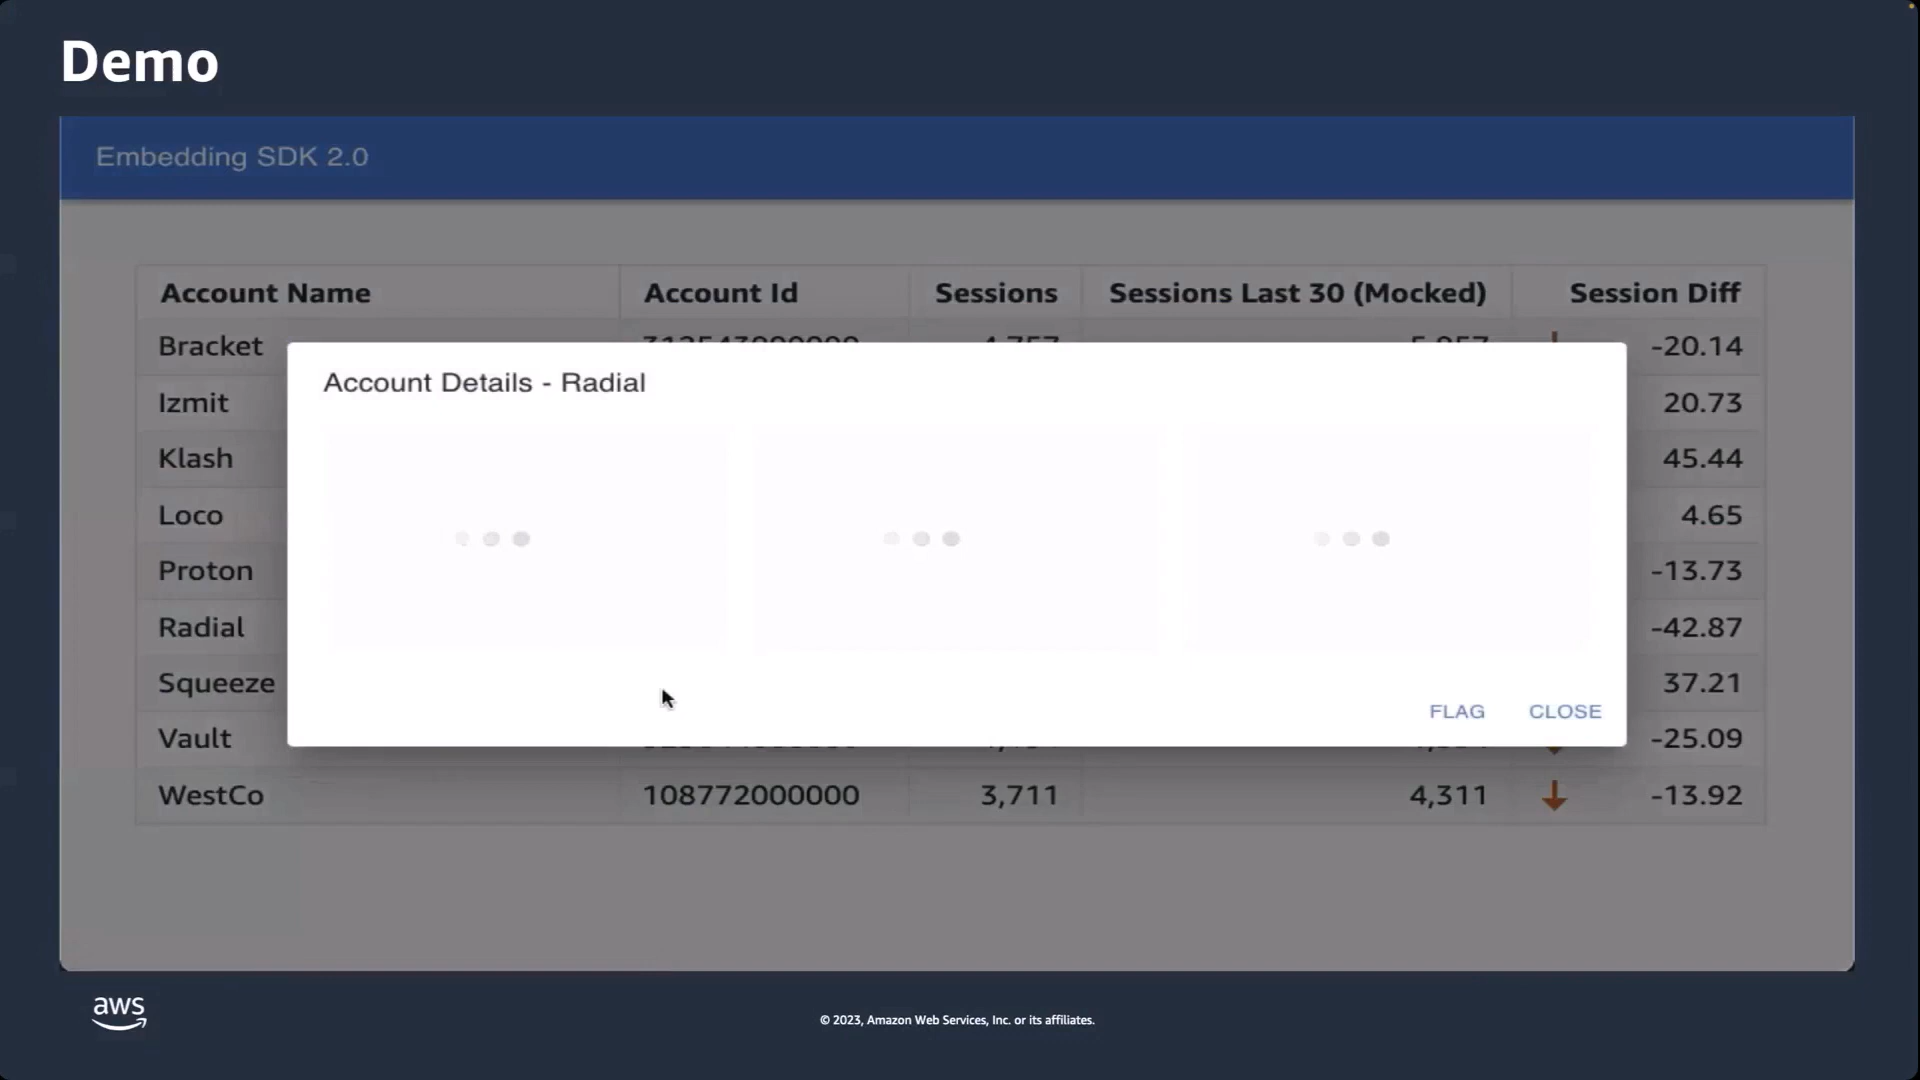 Demo
Embedding SDK 2.0
Account Name Account Id Sessions Sessions Last 30 (Mocked) Session Diff
Bracket -20.14
Account Details - Radial
Izmit 20.73
Klash 45.44
Loco 4.65
Proton -13.73
Radial -42.87
Squeeze 37.21
FLAG CLOSE
Vault -25.09
WestCo 108772000000 3,711 4,311 -13.92
aws
© 2023, Amazon Web Services, Inc. or its affiliates.